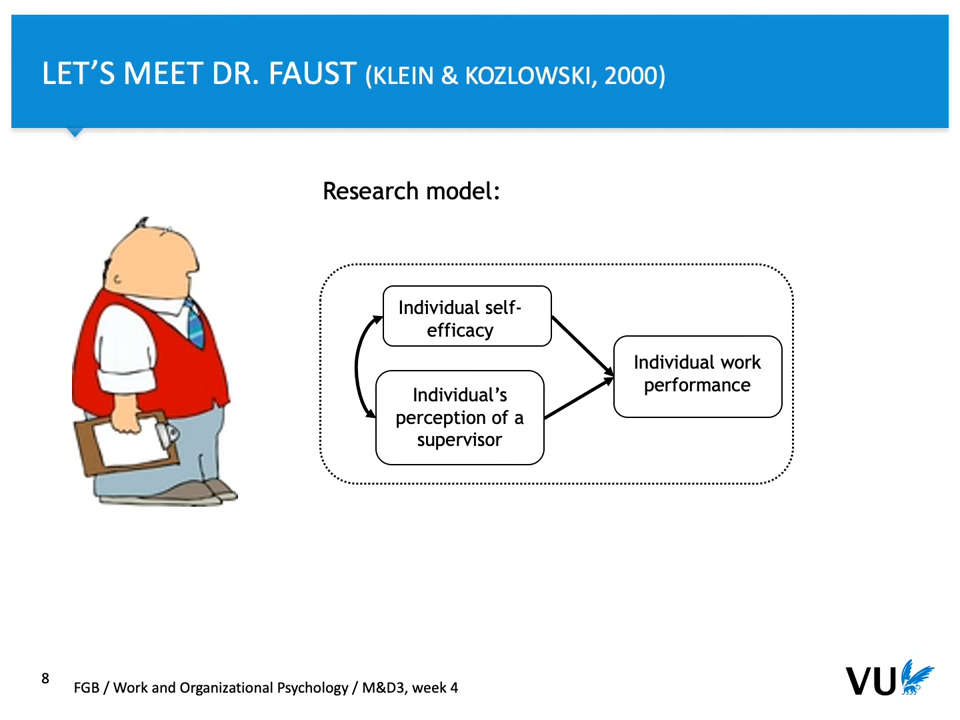 LET’S MEET DR. FAUST (KLEIN & KOZLOWSKI, 2000)
Research model:
Individual self-
efficacy
Individual’s
perception of a
supervisor
Individual work
performance
8
FGB / Work and Organizational Psychology / M&D3, week 4
VU